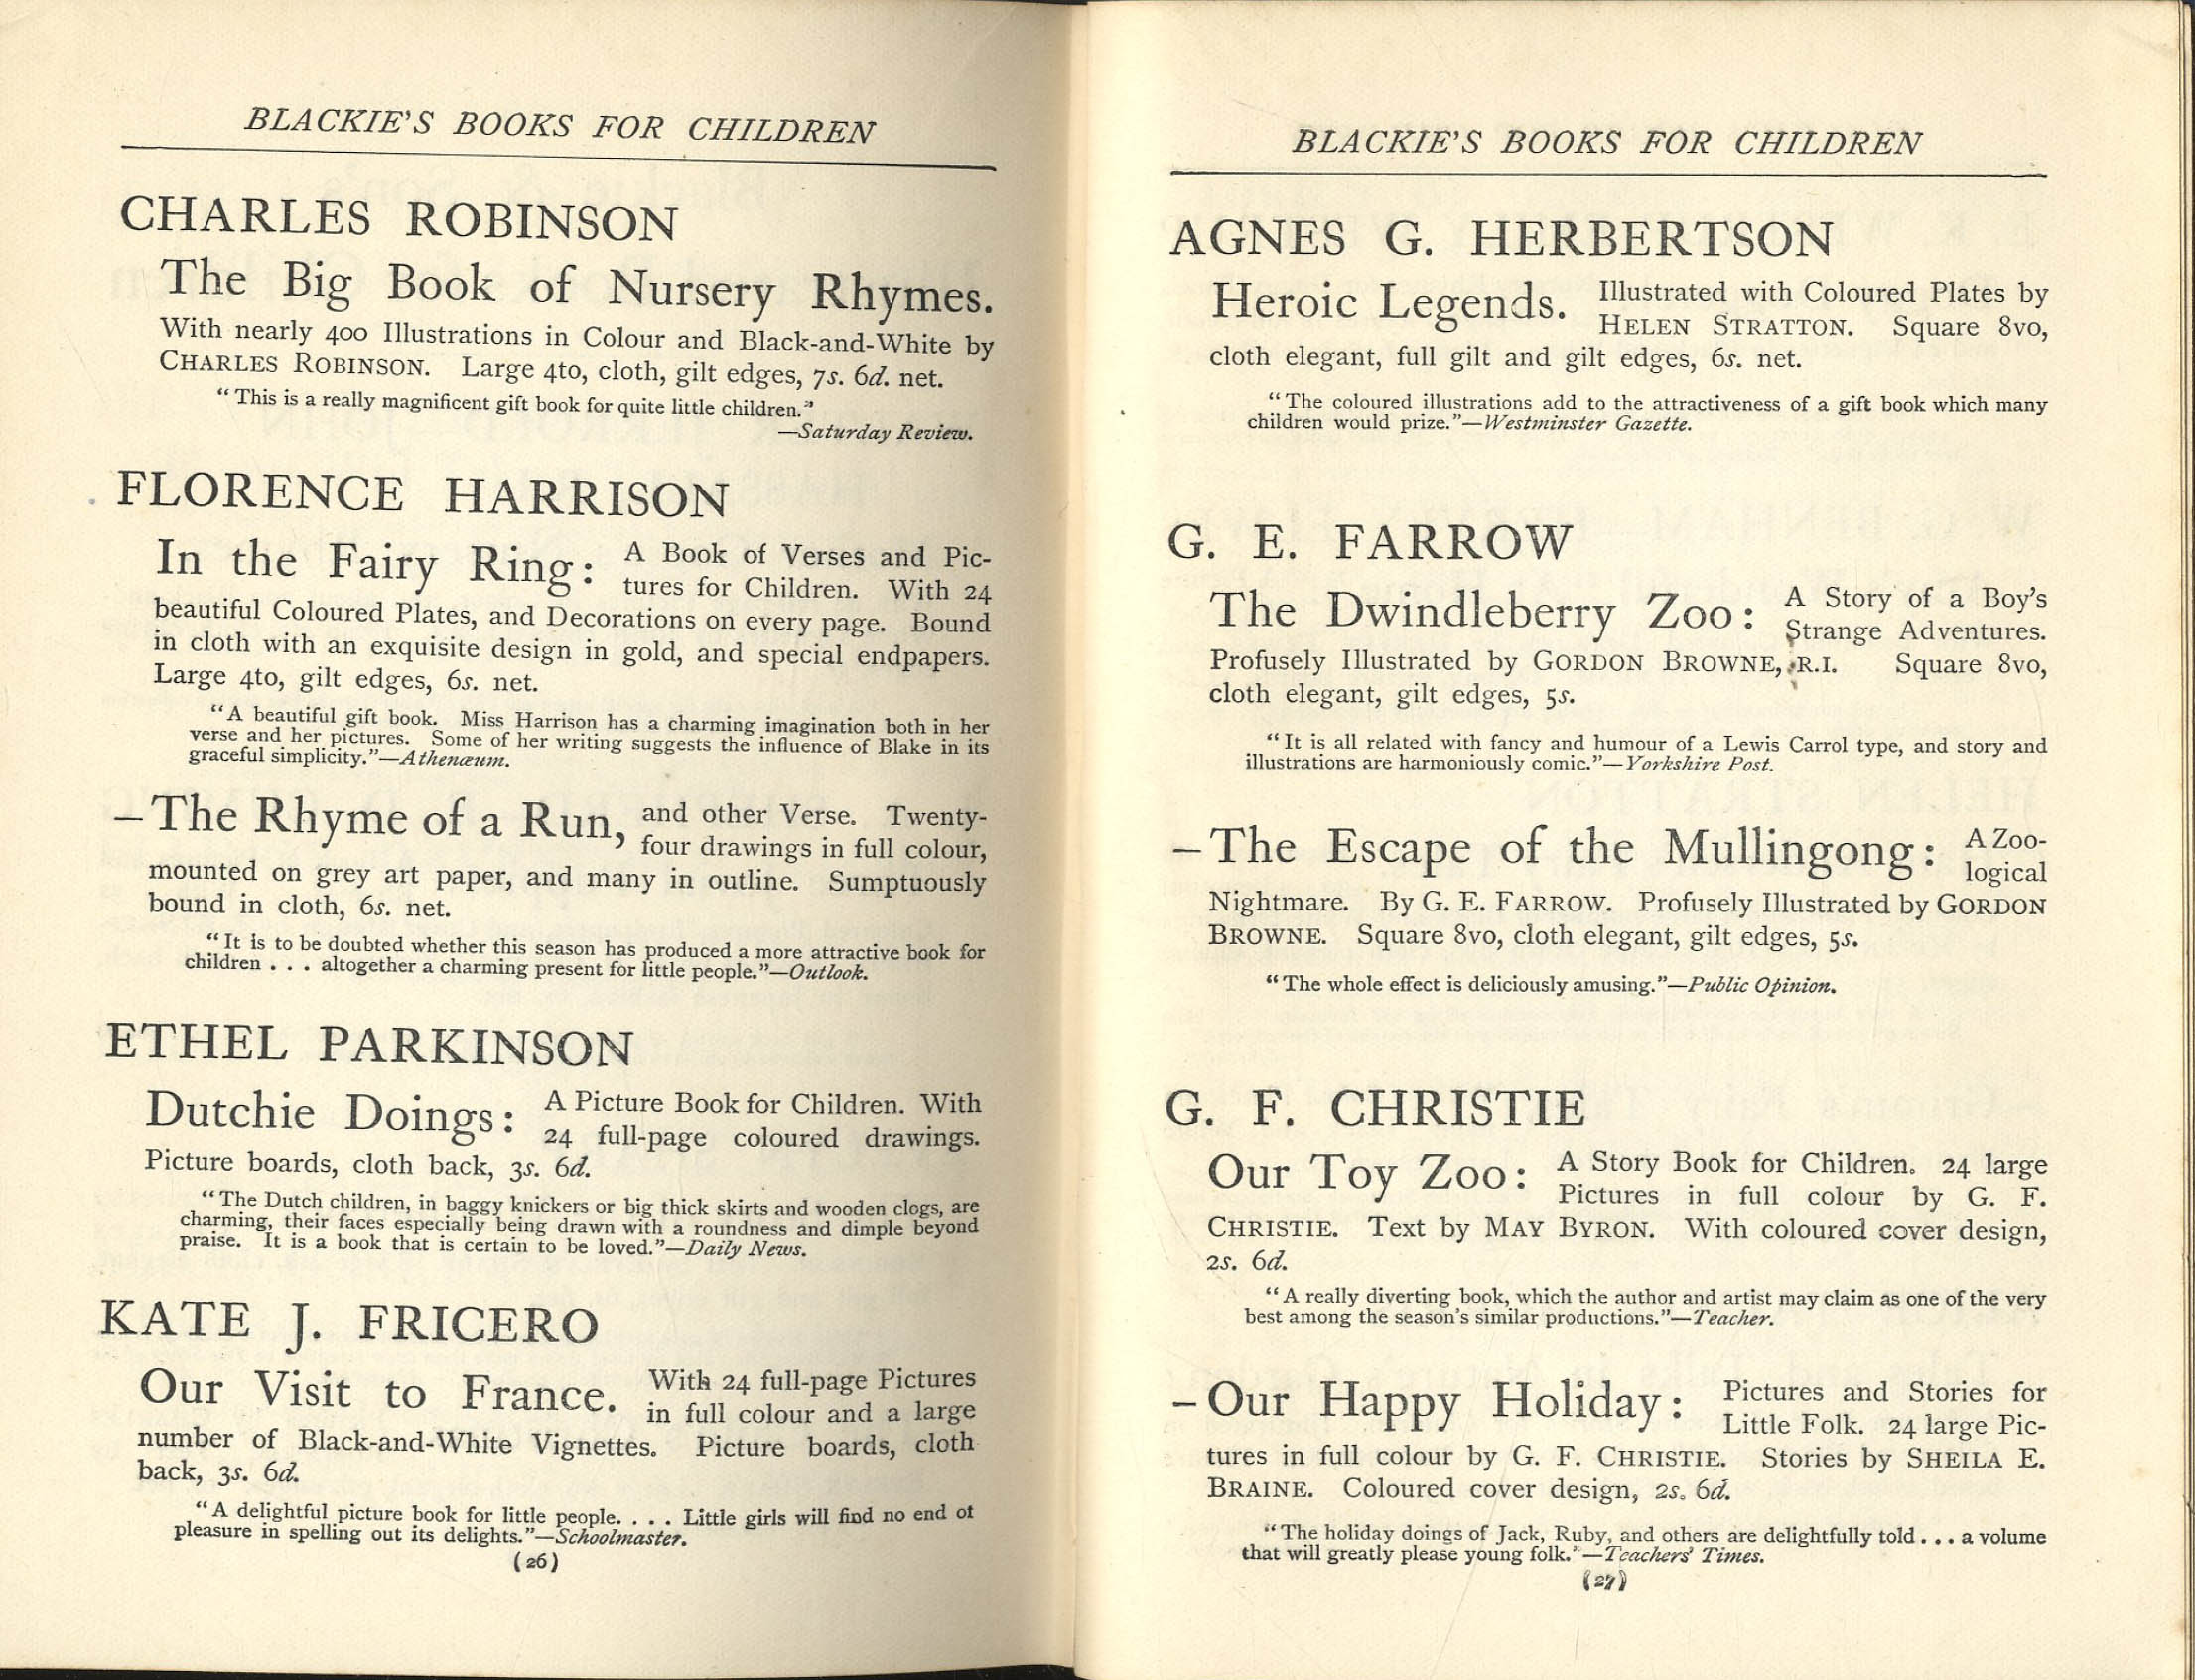 BLACKIE'S BOOKS FOR CHILDREN
CHARLES ROBINSON
The Big Book of Nursery Rhymes.
With nearly 400 Illustrations in Colour and Black-and-White by
CHARLES ROBINSON. Large 4to, cloth, gilt edges, 7s. 6d. net.
"This is a really magnificent gift book for quite little children."
—Saturday Review.
FLORENCE HARRISON
In the Fairy Ring: A Book of Verses and Pic-
tures for Children. With 24
beautiful Coloured Plates, and Decorations on every page. Bound
in cloth with an exquisite design in gold, and special endpapers.
Large 4to, gilt edges, 6s. net.
"A beautiful gift book. Miss Harrison has a charming imagination both in her
verse and her pictures. Some of her writing suggests the influence of Blake in its
graceful simplicity."—Athenæum.
—The Rhyme of a Run, and other Verse. Twenty-
four drawings in full colour,
mounted on grey art paper, and many in outline. Sumptuously
bound in cloth, 6s. net.
"It is to be doubted whether this season has produced a more attractive book for
children . . . altogether a charming present for little people."—Outlook.
ETHEL PARKINSON
Dutchie Doings: A Picture Book for Children. With
24 full-page coloured drawings.
Picture boards, cloth back, 3s. 6d.
"The Dutch children, in baggy knickers or big thick skirts and wooden clogs, are
charming, their faces especially being drawn with a roundness and dimple beyond
praise. It is a book that is certain to be loved."—Daily News.
KATE J. FRICERO
Our Visit to France. With 24 full-page Pictures
in full colour and a large
number of Black-and-White Vignettes. Picture boards, cloth
back, 3s. 6d.
"A delightful picture book for little people. . . . Little girls will find no end of
pleasure in spelling out its delights."—Schoolmaster.
(26)
BLACKIE'S BOOKS FOR CHILDREN
AGNES G. HERBERTSON
Heroic Legends. Illustrated with Coloured Plates by
HELEN STRATTON. Square 8vo,
cloth elegant, full gilt and gilt edges, 6s. net.
"The coloured illustrations add to the attractiveness of a gift book which many
children would prize."—Westminster Gazette.
G. E. FARROW
The Dwindleberry Zoo: A Story of a Boy's
Strange Adventures.
Profusely Illustrated by GORDON BROWNE, R.I. Square 8vo,
cloth elegant, gilt edges, 5s.
"It is all related with fancy and humour of a Lewis Carrol type, and story and
illustrations are harmoniously comic."—Yorkshire Post.
—The Escape of the Mullingong: A Zoo-
logical
Nightmare. By G. E. FARROW. Profusely Illustrated by GORDON
BROWNE. Square 8vo, cloth elegant, gilt edges, 5s.
"The whole effect is deliciously amusing."—Public Opinion.
G. F. CHRISTIE
Our Toy Zoo: A Story Book for Children. 24 large
Pictures in full colour by G. F.
CHRISTIE. Text by MAY BYRON. With coloured cover design,
2s. 6d.
"A really diverting book, which the author and artist may claim as one of the very
best among the season's similar productions."—Teacher.
—Our Happy Holiday: Pictures and Stories for
Little Folk. 24 large Pic-
tures in full colour by G. F. CHRISTIE. Stories by SHEILA E.
BRAINE. Coloured cover design, 2s. 6d.
"The holiday doings of Jack, Ruby, and others are delightfully told . . . a volume
that will greatly please young folk."—Teachers' Times.
(27)